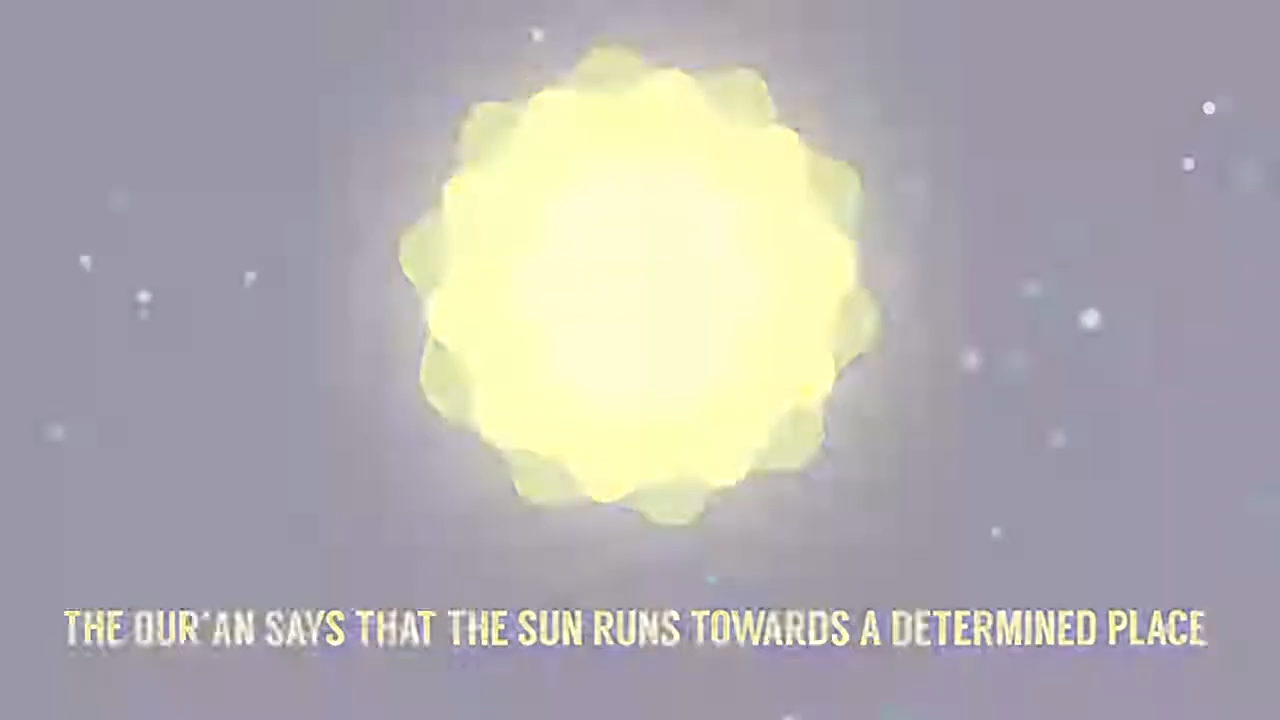 THE QUR'AN SAYS THAT THE SUN RUNS TOWARDS A DETERMINED PLACE